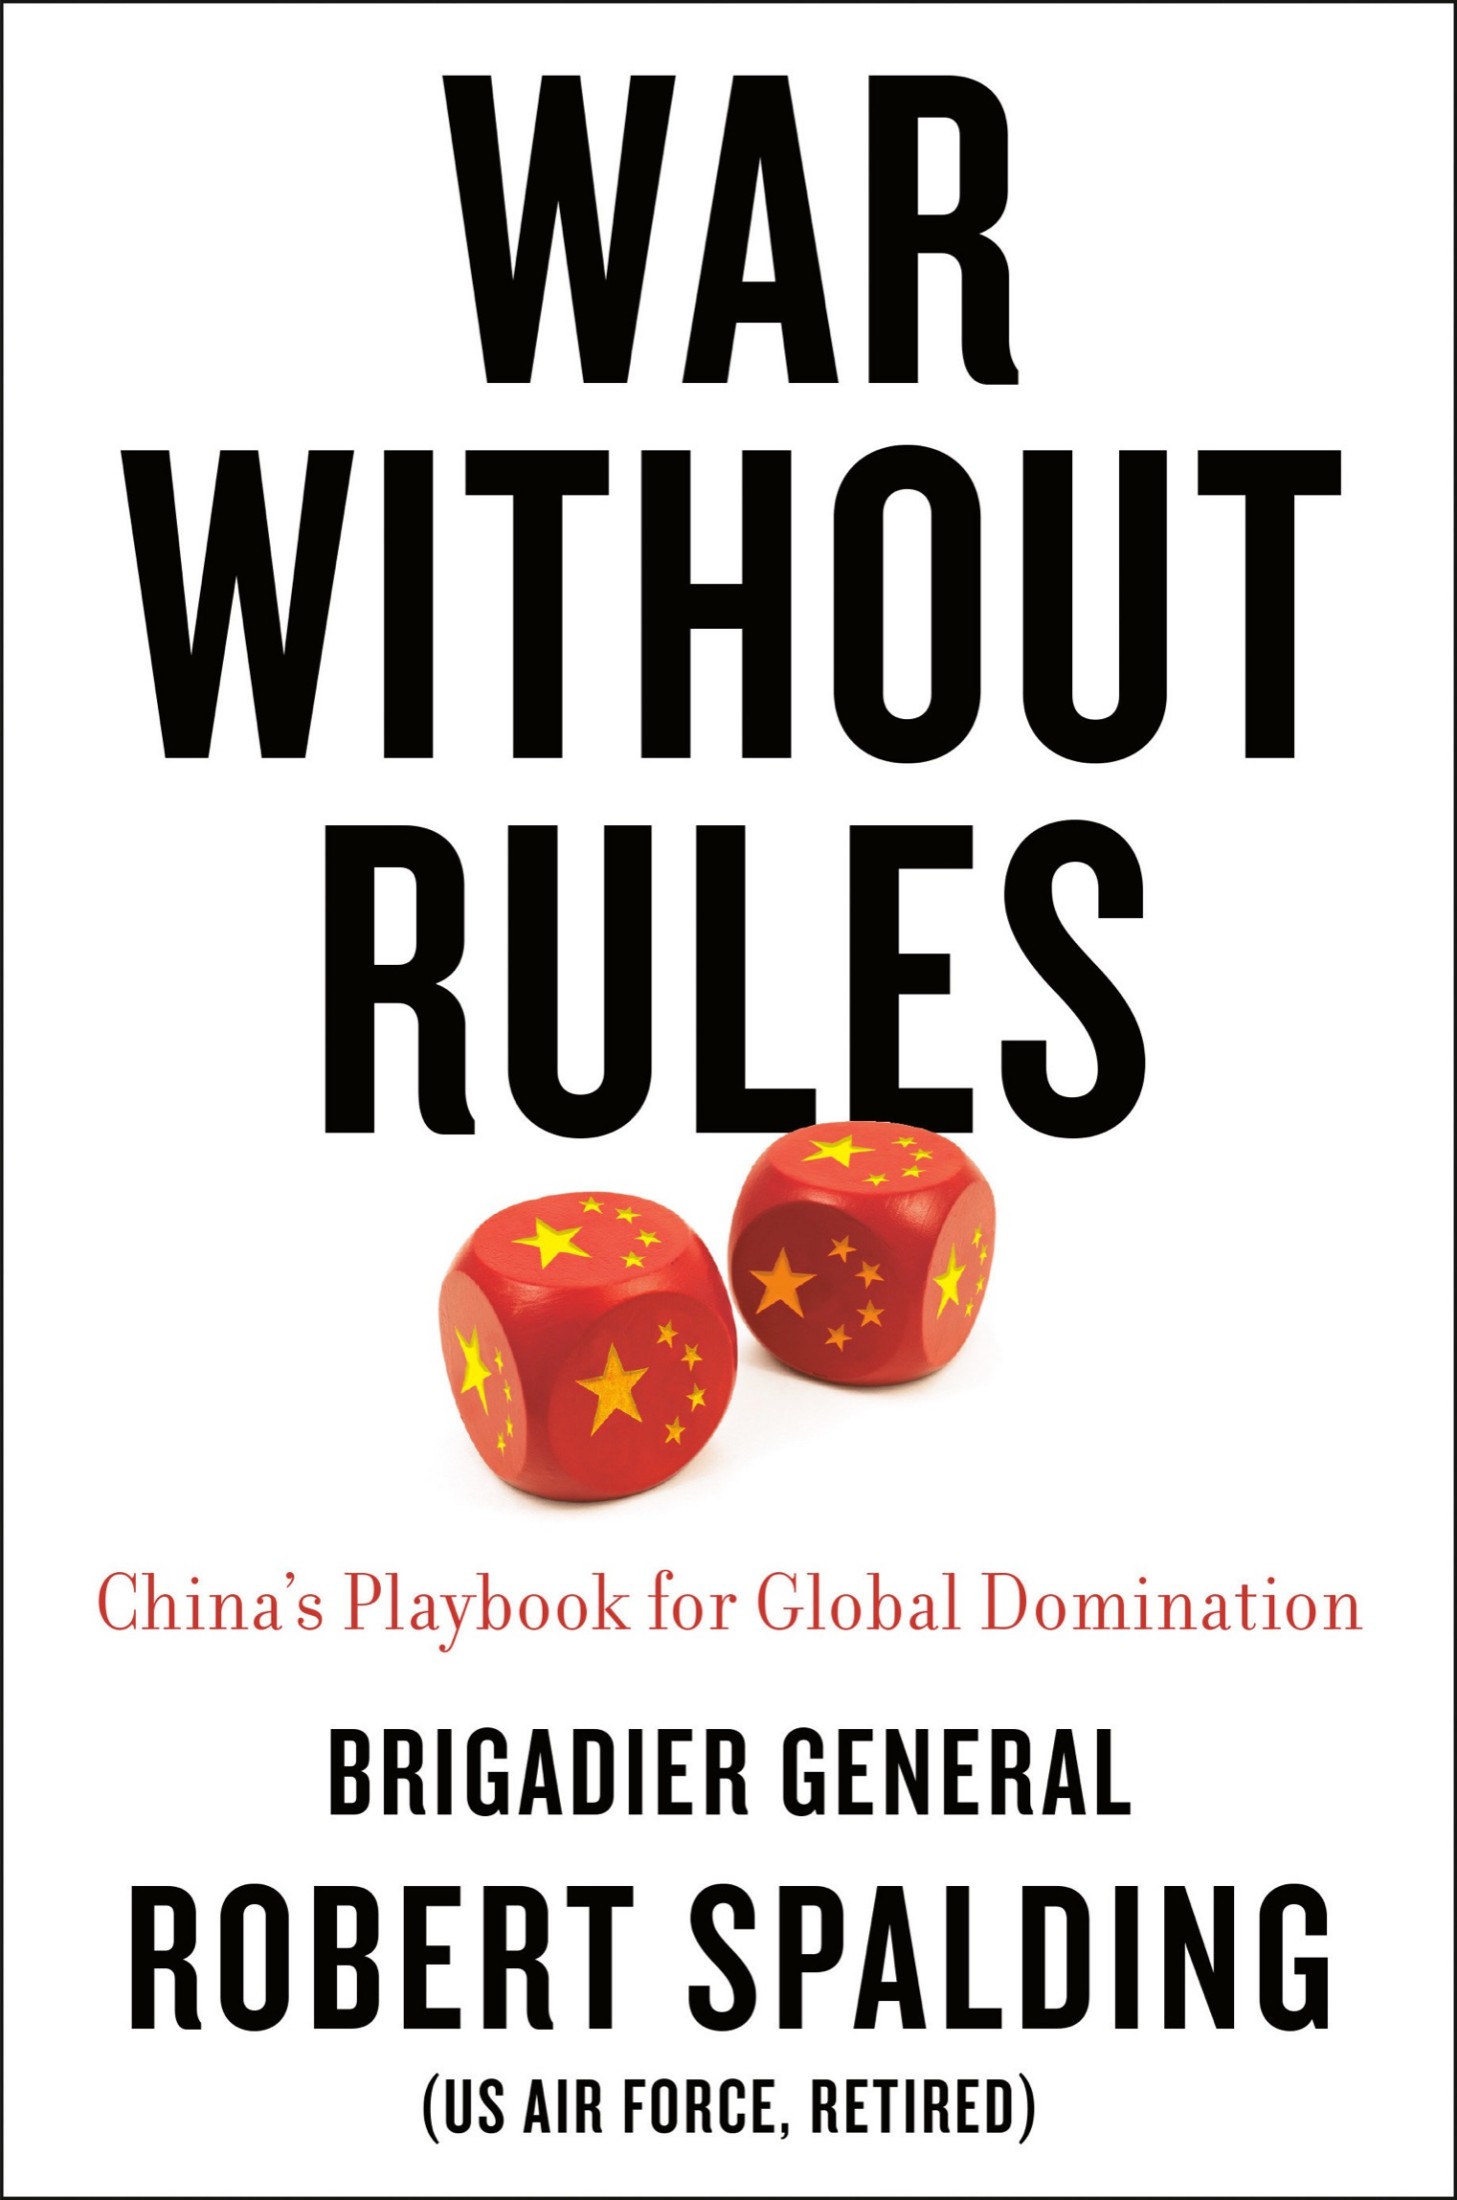 WAR
WITHOUT
RULES
China’s Playbook for Global Domination
BRIGADIER GENERAL
ROBERT SPALDING
(US AIR FORCE, RETIRED)